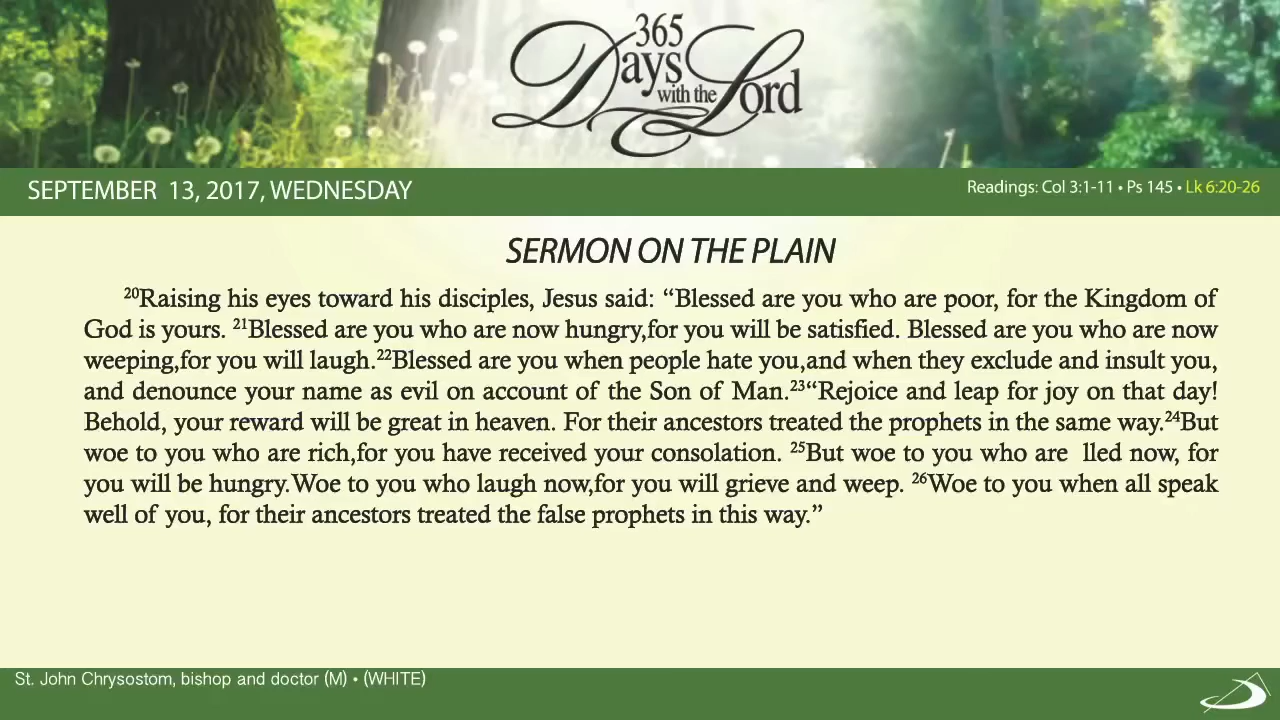 365
Days
with the Lord
SEPTEMBER  13, 2017, WEDNESDAY
Readings: Col 3:1-11 • Ps 145 • Lk 6:20-26
SERMON ON THE PLAIN
20Raising his eyes toward his disciples, Jesus said: “Blessed are you who are poor, for the Kingdom of
God is yours. 21Blessed are you who are now hungry,for you will be satisfied. Blessed are you who are now
weeping,for you will laugh.22Blessed are you when people hate you,and when they exclude and insult you,
and denounce your name as evil on account of the Son of Man.23“Rejoice and leap for joy on that day!
Behold, your reward will be great in heaven. For their ancestors treated the prophets in the same way.24But
woe to you who are rich,for you have received your consolation. 25But woe to you who are  lled now, for
you will be hungry.Woe to you who laugh now,for you will grieve and weep. 26Woe to you when all speak
well of you, for their ancestors treated the false prophets in this way.”
St. John Chrysostom, bishop and doctor (M) • (WHITE)